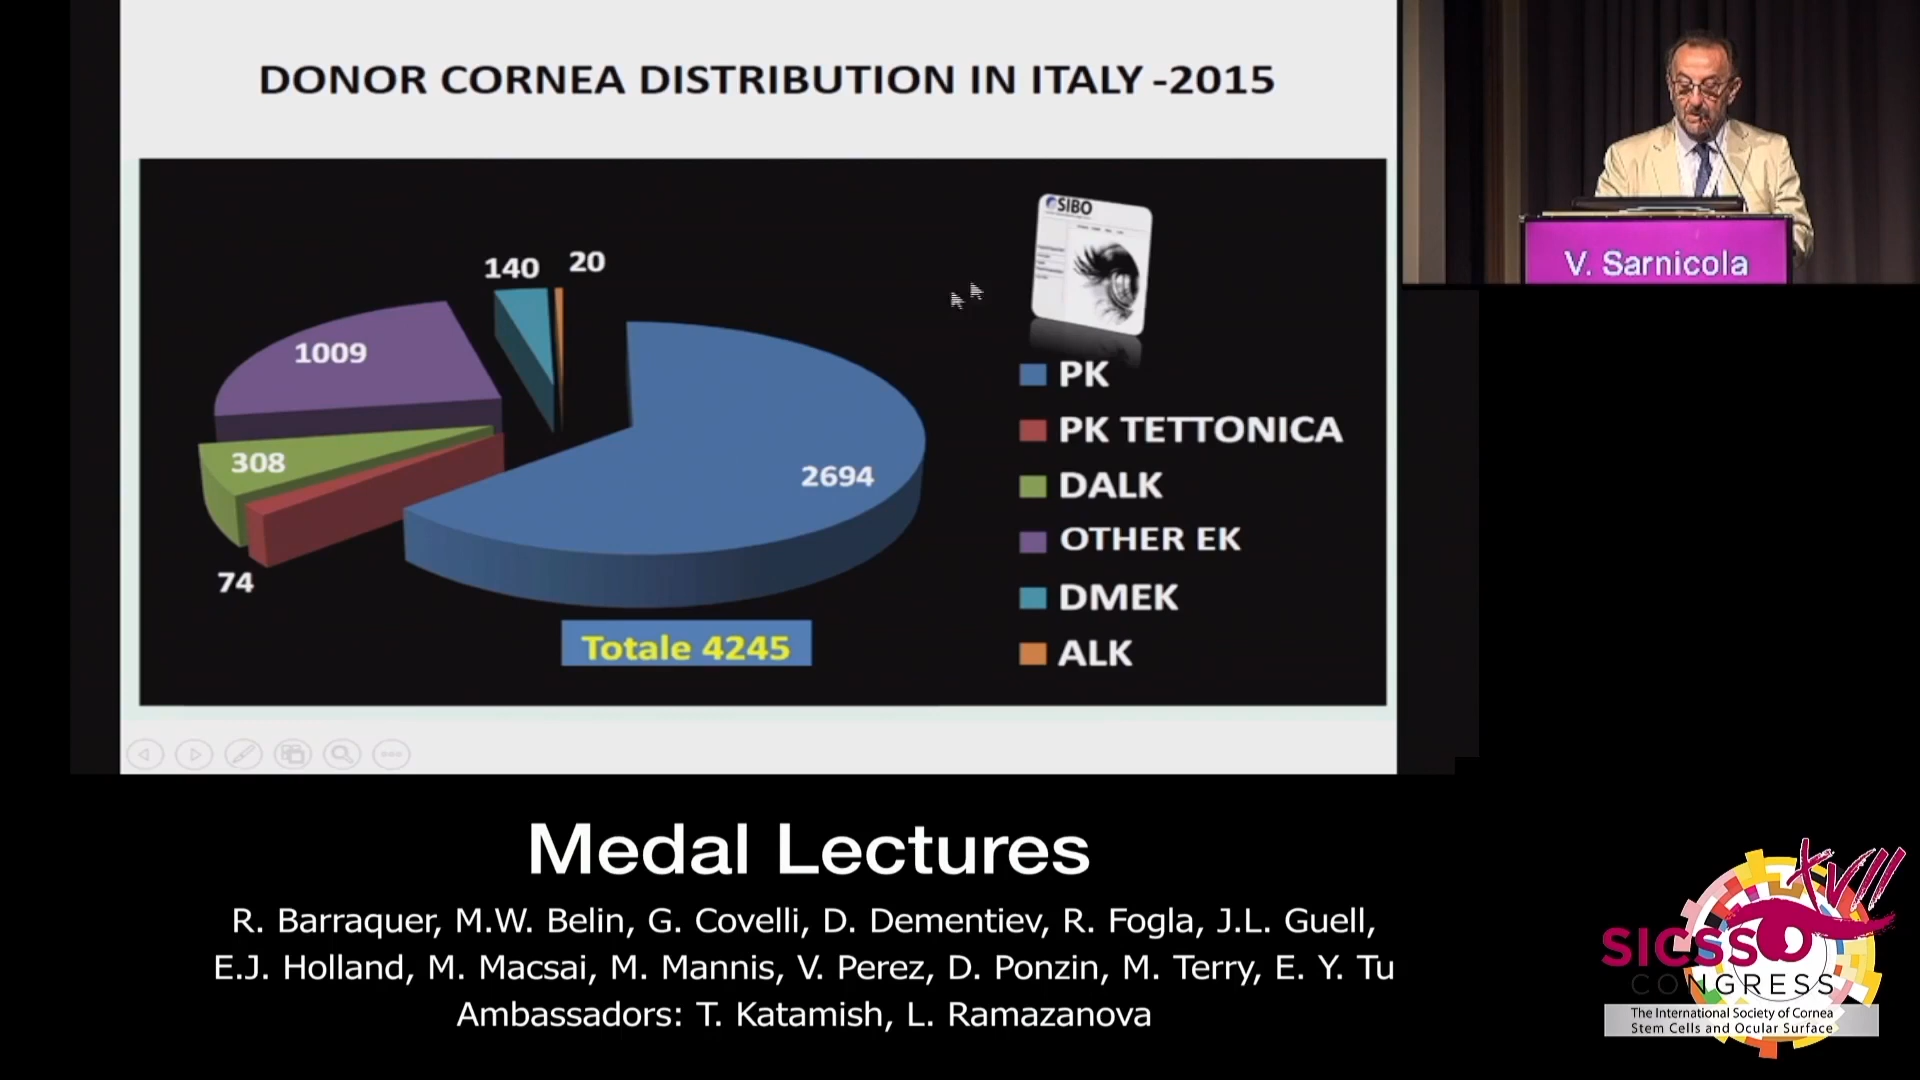 DONOR CORNEA DISTRIBUTION IN ITALY -2015
SIBO
140
20
1009
308
74
2694
PK
PK TETTONICA
DALK
OTHER EK
DMEK
ALK
Totale 4245
V. Sarnicola
Medal Lectures
R. Barraquer, M.W. Belin, G. Covelli, D. Dementiev, R. Fogla, J.L. Guell,
E.J. Holland, M. Macsai, M. Mannis, V. Perez, D. Ponzin, M. Terry, E. Y. Tu
Ambassadors: T. Katamish, L. Ramazanova
XVII
SICSSO
CONGRESS
The International Society of Cornea
Stem Cells and Ocular Surface